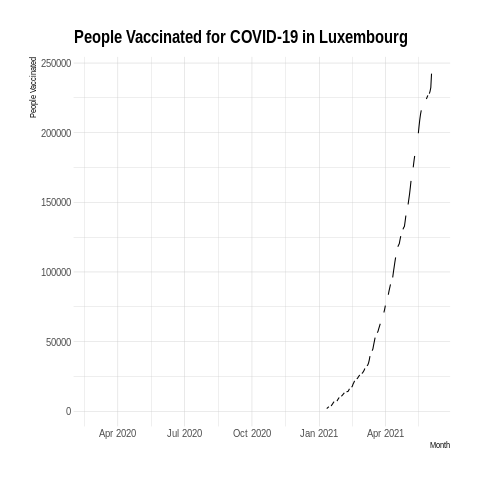 People Vaccinated for COVID-19 in Luxembourg
People Vaccinated
250000
200000
150000
100000
50000
0
Apr 2020 Jul 2020 Oct 2020 Jan 2021 Apr 2021
Month